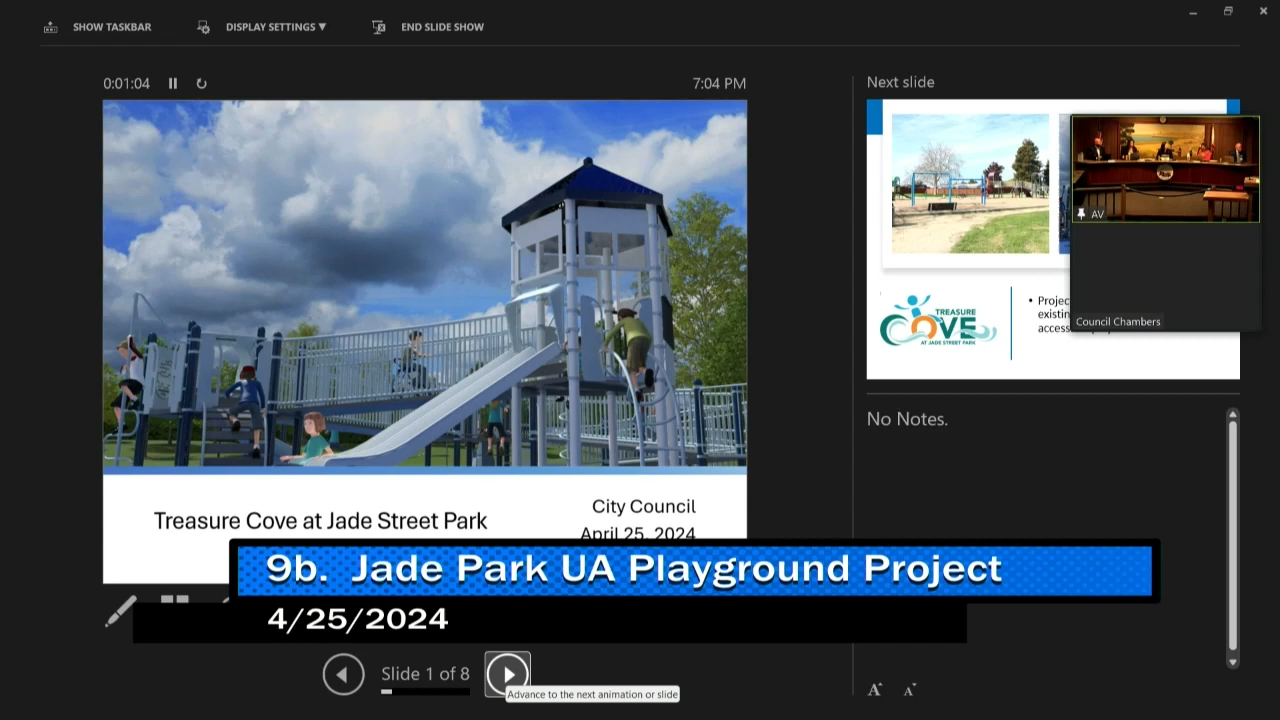 SHOW TASKBAR
DISPLAY SETTINGS ▼
END SLIDE SHOW
0:01:04
7:04 PM
Next slide
AV
TREASURE
COVE
AT JADE STREET PARK
• Projec
existin
acces
Council Chambers
No Notes.
Treasure Cove at Jade Street Park
City Council
April 25, 2024
9b. Jade Park UA Playground Project
4/25/2024
Slide 1 of 8
Advance to the next animation or slide
A A